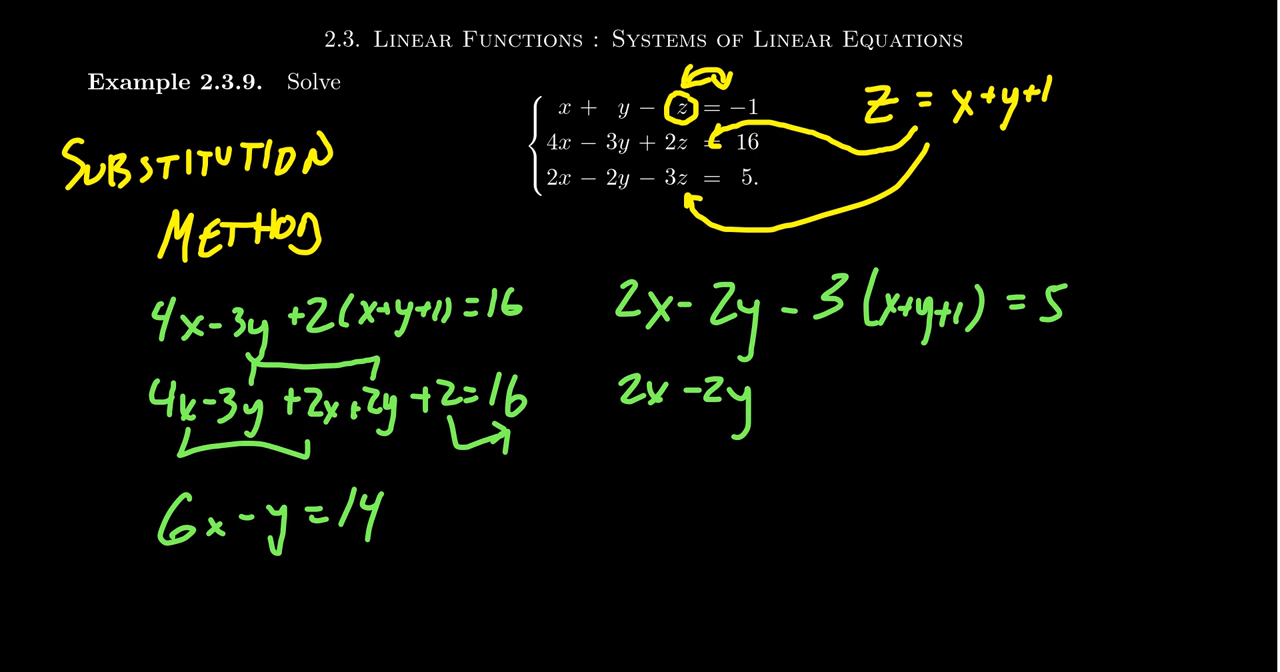 2.3. Linear Functions : Systems of Linear Equations
Example 2.3.9. Solve
x + y − z = −1
4x − 3y + 2z = 16
2x − 2y − 3z = 5.
z = x+y+1
SUBSTITUTION
METHOD
4x-3y +2(x+y+1)=16
4x-3y +2x+2y+2=16
6x-y=14
2x-2y-3(x+y+1)=5
2x-2y